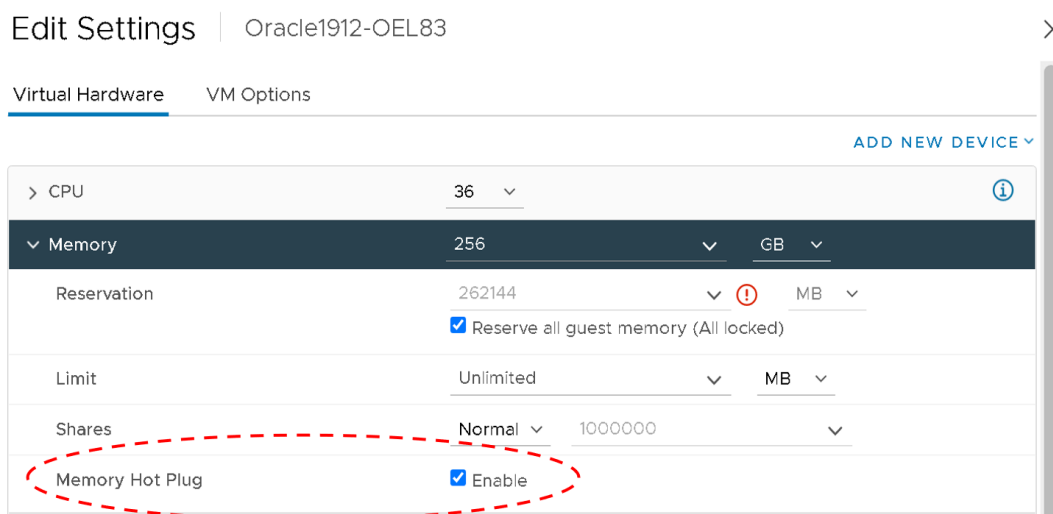 Edit Settings Oracle1912-OEL83
Virtual Hardware VM Options
ADD NEW DEVICE
CPU 36
Memory 256 GB
Reservation 262144 MB
Reserve all guest memory (All locked)
Limit Unlimited MB
Shares Normal 1000000
Memory Hot Plug Enable